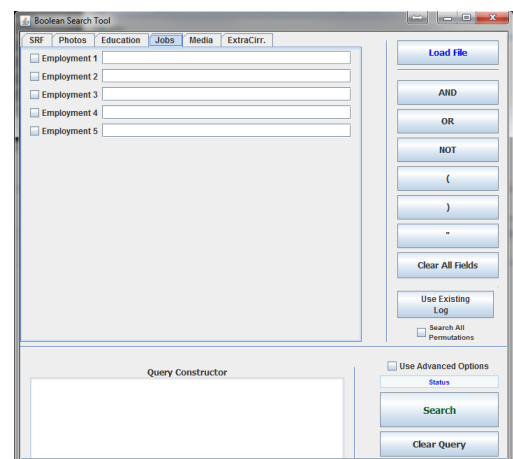 Boolean Search Tool
SRF Photos Education Jobs Media ExtraCirr.
Employment 1
Employment 2
Employment 3
Employment 4
Employment 5
Load File
AND
OR
NOT
(
)
"
Clear All Fields
Use Existing
Log
Search All
Permutations
Query Constructor
Use Advanced Options
Status
Search
Clear Query